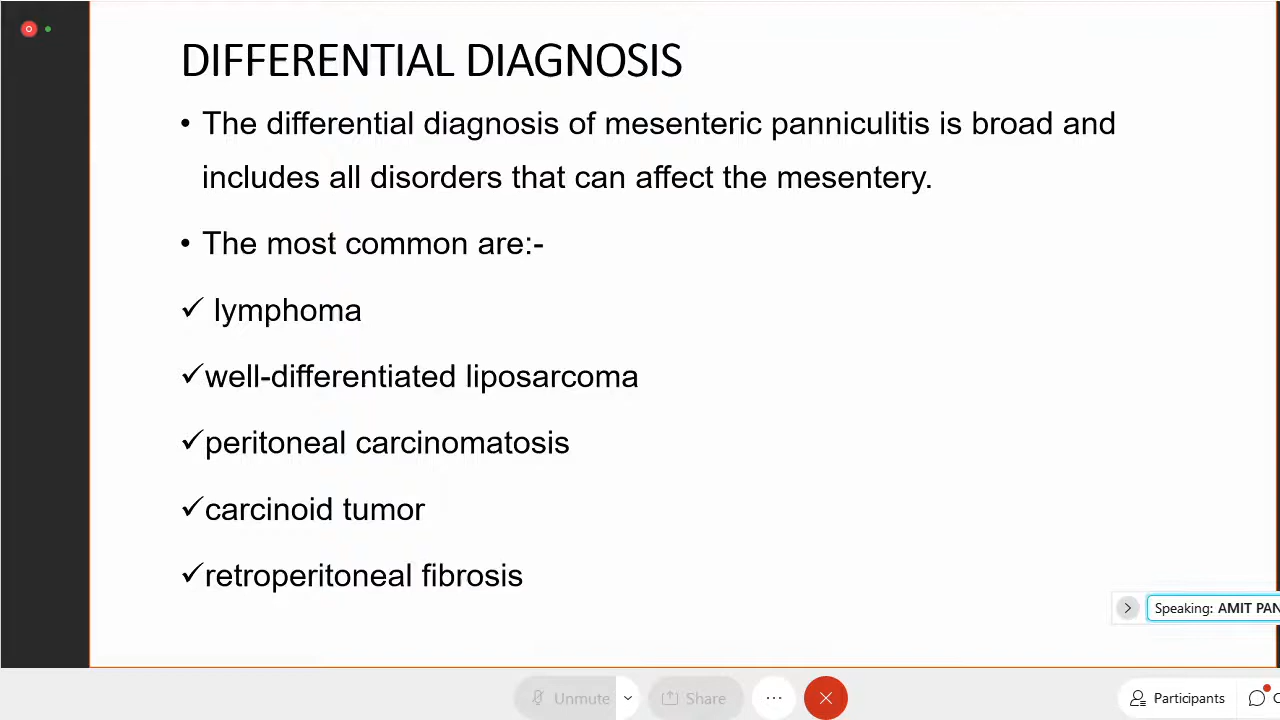 DIFFERENTIAL DIAGNOSIS
• The differential diagnosis of mesenteric panniculitis is broad and
includes all disorders that can affect the mesentery.
• The most common are:-
✓ lymphoma
✓well-differentiated liposarcoma
✓peritoneal carcinomatosis
✓carcinoid tumor
✓retroperitoneal fibrosis
Speaking: AMIT
Unmute
Share
Participants